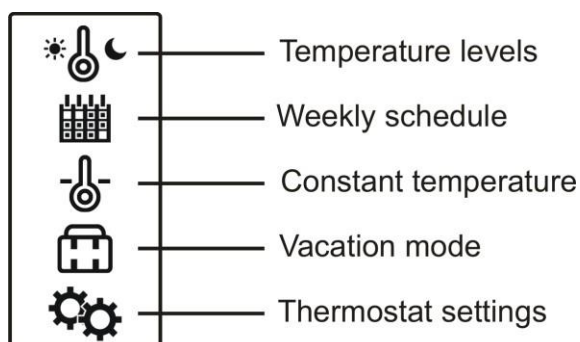 Temperature levels
Weekly schedule
Constant temperature
Vacation mode
Thermostat settings